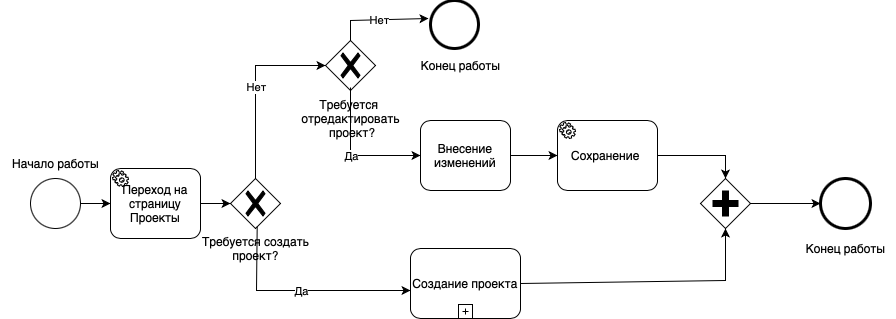 Нет
Конец работы
Нет
Требуется
отредактировать
проект?
Да
Внесение
изменений
Сохранение
Начало работы
Переход на
страницу
Проекты
Требуется создать
проект?
Да
Создание проекта
Конец работы